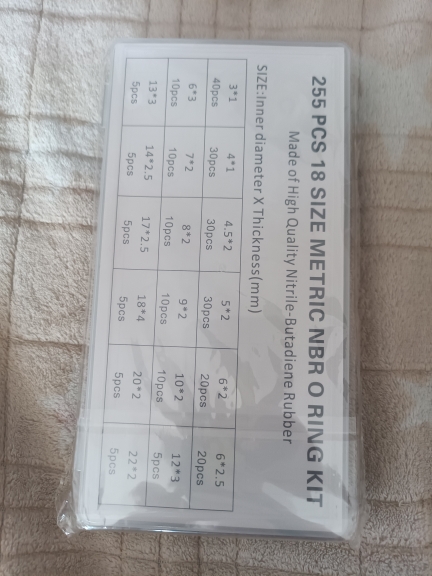 255 PCS 18 SIZE METRIC NBR O RING KIT
Made of High Quality Nitrile-Butadiene Rubber
SIZE:Inner diameter X Thickness(mm)
3*1 4*1 4.5*2 5*2 6*2 6*2.5
40pcs 30pcs 30pcs 30pcs 20pcs 20pcs
6*3 7*2 8*2 9*2 10*2 12*3
10pcs 10pcs 10pcs 10pcs 10pcs 5pcs
13*3 14*2.5 17*2.5 18*4 20*2 22*2
5pcs 5pcs 5pcs 5pcs 5pcs 5pcs